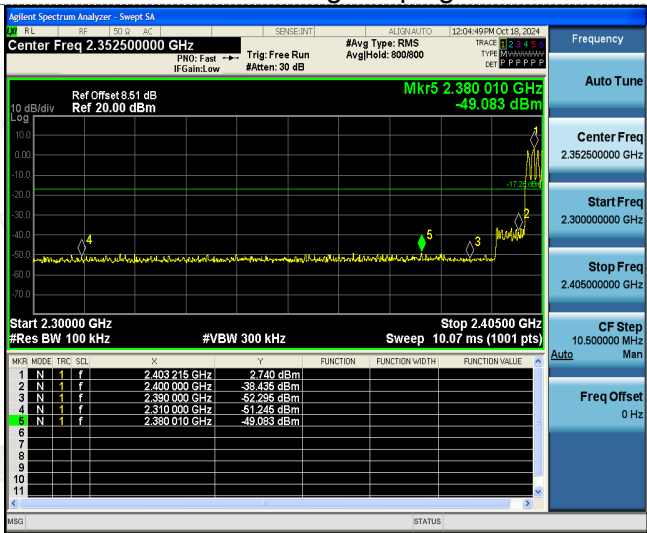 Agilent Spectrum Analyzer - Swept SA
RL RF 50 Ω AC SENSE:INT ALIGN AUTO 12:04:49 PM Oct 18, 2024
Center Freq 2.352500000 GHz #Avg Type: RMS TRACE 1 2 3 4 5 6
PNO: Fast Trig: Free Run Avg|Hold: 800/800 TYPE M
IFGain:Low #Atten: 30 dB DET P P P P P P
Mkr5 2.380 010 GHz
Ref Offset 8.51 dB
10 dB/div Ref 20.00 dBm -49.083 dBm
Log
10.0
0.00
-10.0
-20.0
-30.0
-40.0
-50.0
-60.0
-70.0
1
2
3
4
5
Start 2.30000 GHz Stop 2.40500 GHz
#Res BW 100 kHz #VBW 300 kHz Sweep 10.07 ms (1001 pts)
MKR MODE TRC SCL X Y FUNCTION FUNCTION WIDTH FUNCTION VALUE
1 N 1 f 2.403 215 GHz 2.740 dBm
2 N 1 f 2.400 000 GHz -38.435 dBm
3 N 1 f 2.390 000 GHz -52.295 dBm
4 N 1 f 2.310 000 GHz -51.245 dBm
5 N 1 f 2.380 010 GHz -49.083 dBm
6
7
8
9
10
11
MSG STATUS
Frequency
Auto Tune
Center Freq
2.352500000 GHz
Start Freq
2.300000000 GHz
Stop Freq
2.405000000 GHz
CF Step
10.500000 MHz
Auto Man
Freq Offset
0 Hz